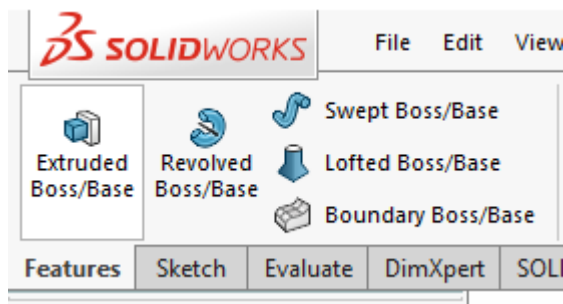 SOLIDWORKS File Edit View
Extruded Boss/Base
Revolved Boss/Base
Swept Boss/Base
Lofted Boss/Base
Boundary Boss/Base
Features Sketch Evaluate DimXpert